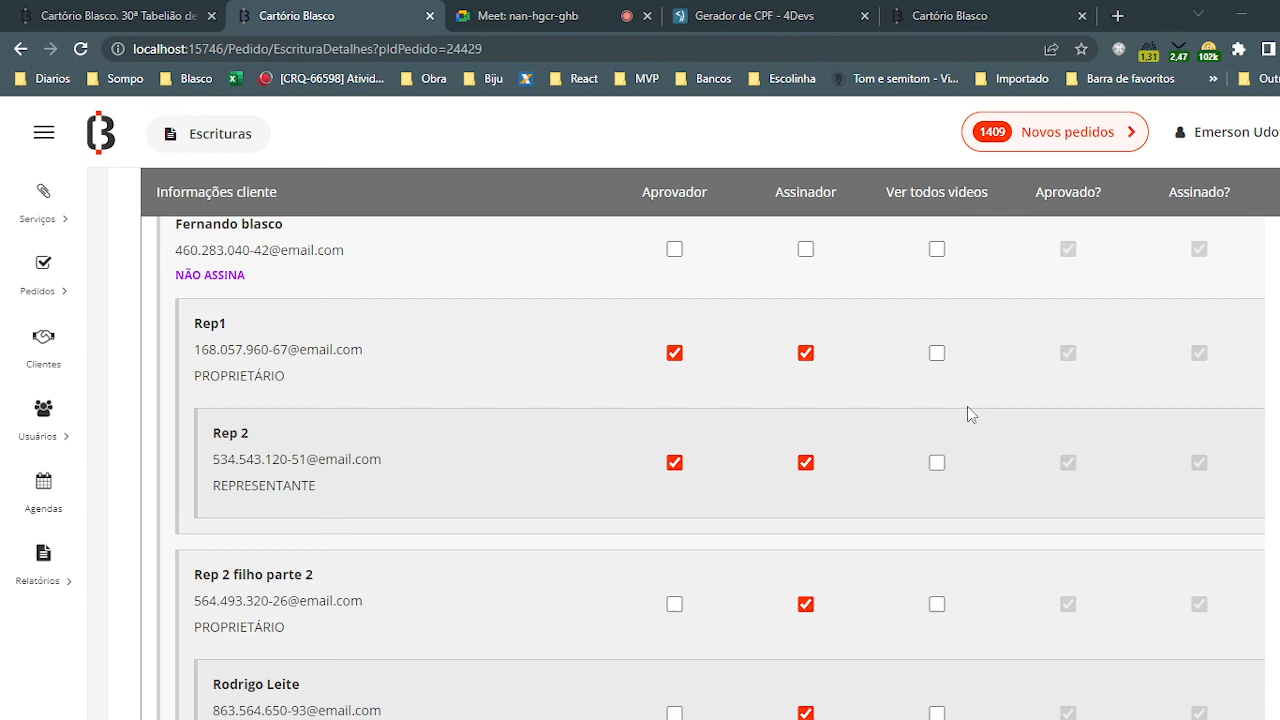 Cartório Blasco. 30ª Tabelião de
Cartório Blasco
Meet: nan-hgcr-ghb
Gerador de CPF - 4Devs
Cartório Blasco
localhost:15746/Pedido/EscrituraDetalhes?pIdPedido=24429
1,31
2,47
102k
Diarios
Sompo
Blasco
[CRQ-66598] Ativid...
Obra
Biju
React
MVP
Bancos
Escolinha
Tom e semitom - Vi...
Importado
Barra de favoritos
»
Outr
Escrituras
1409 Novos pedidos
Emerson Udo
Serviços
Pedidos
Clientes
Usuários
Agendas
Relatórios
Informações cliente Aprovador Assinador Ver todos videos Aprovado? Assinado?
Fernando blasco
460.283.040-42@email.com
NÃO ASSINA
Rep1
168.057.960-67@email.com
PROPRIETÁRIO
Rep 2
534.543.120-51@email.com
REPRESENTANTE
Rep 2 filho parte 2
564.493.320-26@email.com
PROPRIETÁRIO
Rodrigo Leite
863.564.650-93@email.com